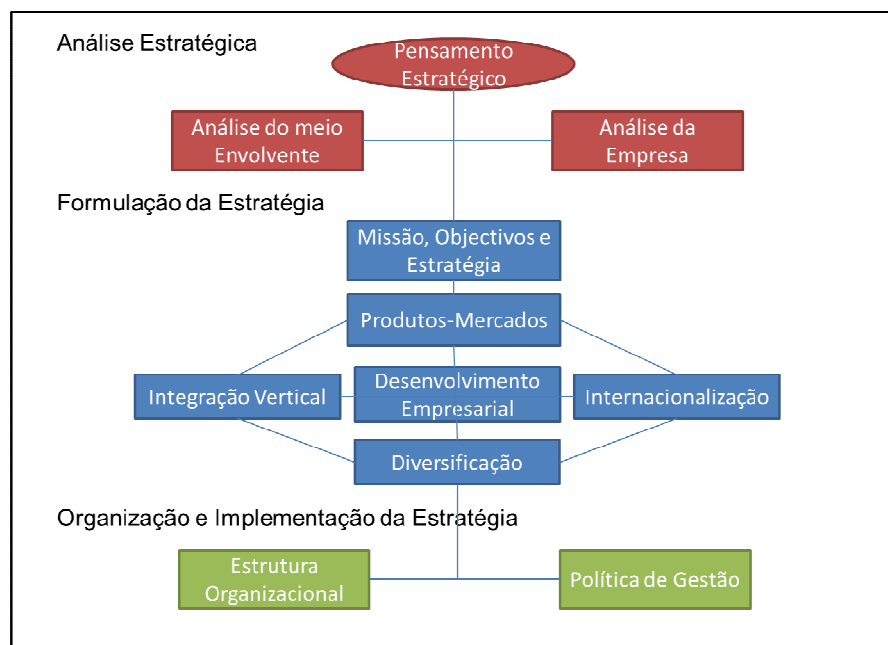 Análise Estratégica
Pensamento
Estratégico
Análise do meio
Envolvente
Análise da
Empresa
Formulação da Estratégia
Missão, Objectivos e
Estratégia
Produtos-Mercados
Integração Vertical
Desenvolvimento
Empresarial
Internacionalização
Diversificação
Organização e Implementação da Estratégia
Estrutura
Organizacional
Política de Gestão